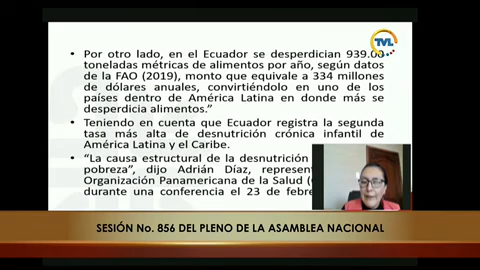 • Por otro lado, en el Ecuador se desperdician 939.00
toneladas métricas de alimentos por año, según datos
de la FAO (2019), monto que equivale a 334 millones
de dólares anuales, convirtiéndolo en uno de los
países dentro de América Latina en donde más se
desperdicia alimentos.”
• Teniendo en cuenta que Ecuador registra la segunda
tasa más alta de desnutrición crónica infantil de
América Latina y el Caribe.
• “La causa estructural de la desnutrición
pobreza”, dijo Adrián Díaz,
Organización Panamericana de la Salud
durante una conferencia el 23 de
TVL
SESIÓN No. 856 DEL PLENO DE LA ASAMBLEA NACIONAL